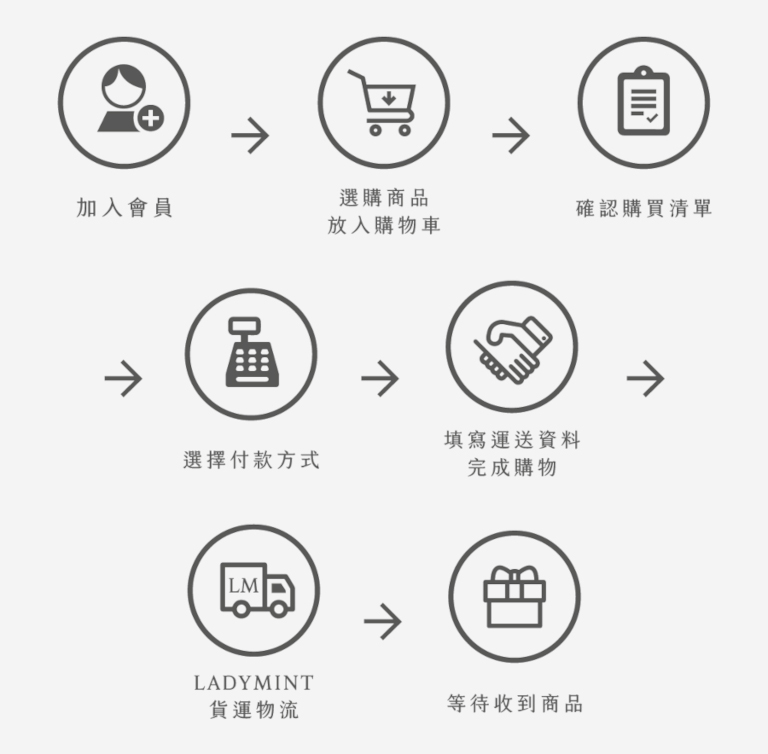 加入會員
選購商品
放入購物車
確認購買清單
選擇付款方式
填寫運送資料
完成購物
LM
LADYMINT
貨運物流
等待收到商品